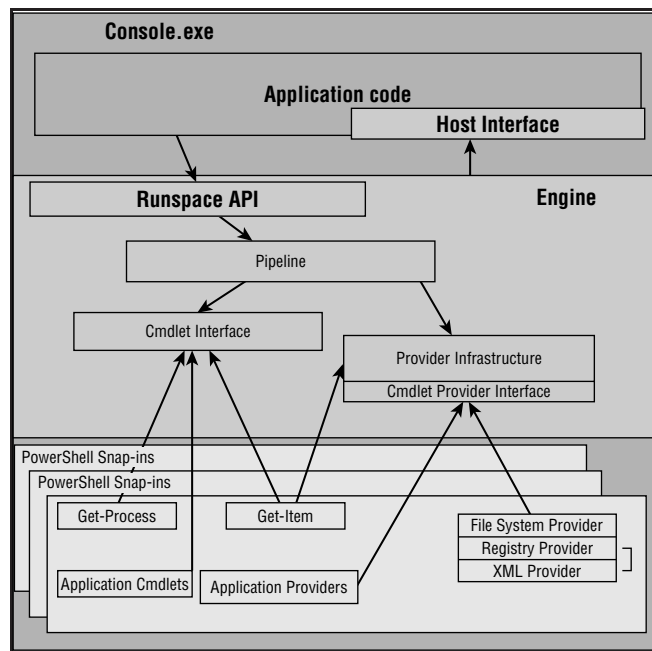 Console.exe
Application code
Host Interface
Runspace API
Engine
Pipeline
Cmdlet Interface
Provider Infrastructure
Cmdlet Provider Interface
PowerShell Snap-ins
PowerShell Snap-ins
Get-Process
Get-Item
File System Provider
Registry Provider
XML Provider
Application Cmdlets
Application Providers